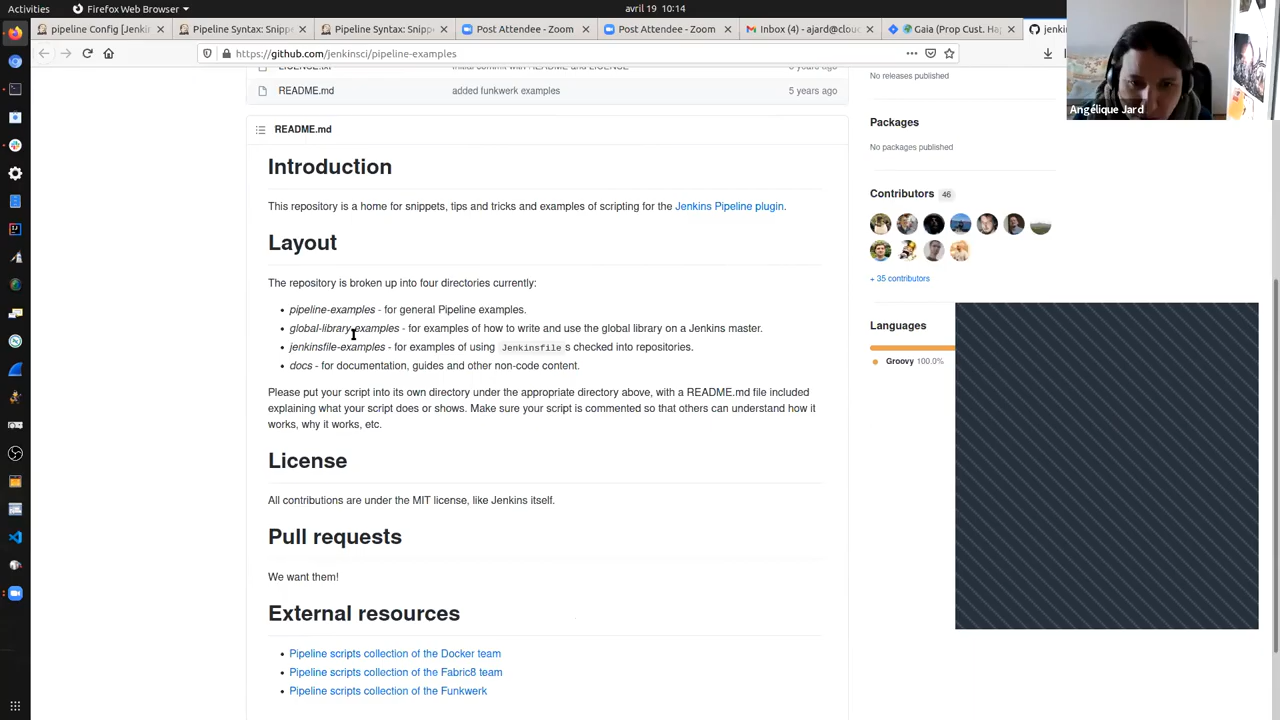 Activities
Firefox Web Browser
avril 19 10:14
pipeline Config [Jenki
Pipeline Syntax: Snippe
Pipeline Syntax: Snippe
Post Attendee - Zoom
Post Attendee - Zoom
Inbox (4) - ajard@clou
Gaia (Prop Cust. Ha
jenki
https://github.com/jenkinsci/pipeline-examples
README.md
added funkwerk examples
5 years ago
README.md
Introduction
This repository is a home for snippets, tips and tricks and examples of scripting for the Jenkins Pipeline plugin.
Layout
The repository is broken up into four directories currently:
• pipeline-examples - for general Pipeline examples.
• global-library-examples - for examples of how to write and use the global library on a Jenkins master.
• jenkinsfile-examples - for examples of using Jenkinsfile s checked into repositories.
• docs - for documentation, guides and other non-code content.
Please put your script into its own directory under the appropriate directory above, with a README.md file included
explaining what your script does or shows. Make sure your script is commented so that others can understand how it
works, why it works, etc.
License
All contributions are under the MIT license, like Jenkins itself.
Pull requests
We want them!
External resources
• Pipeline scripts collection of the Docker team
• Pipeline scripts collection of the Fabric8 team
• Pipeline scripts collection of the Funkwerk
No releases published
Packages
No packages published
Contributors 46
+ 35 contributors
Languages
Groovy 100.0%
Angélique Jard